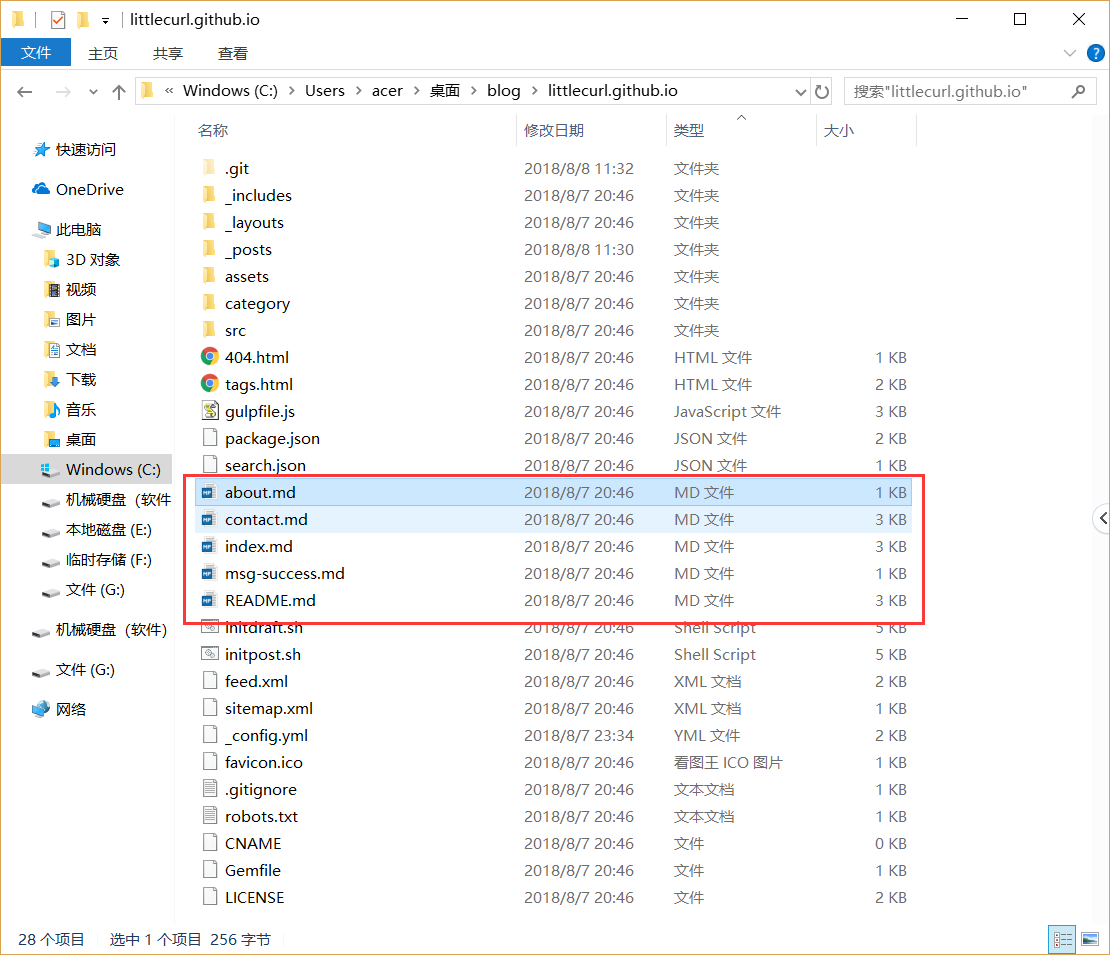 littlecurl.github.io
文件 主页 共享 查看
« Windows (C:) › Users › acer › 桌面 › blog › littlecurl.github.io 搜索"littlecurl.github.io"
名称 修改日期 类型 大小
快速访问
OneDrive
此电脑
3D 对象
视频
图片
文档
下载
音乐
桌面
Windows (C:)
机械硬盘（软件
本地磁盘 (E:)
临时存储 (F:)
文件 (G:)
机械硬盘（软件）
文件 (G:)
网络
.git 2018/8/8 11:32 文件夹
_includes 2018/8/7 20:46 文件夹
_layouts 2018/8/7 20:46 文件夹
_posts 2018/8/8 11:30 文件夹
assets 2018/8/7 20:46 文件夹
category 2018/8/7 20:46 文件夹
src 2018/8/7 20:46 文件夹
404.html 2018/8/7 20:46 HTML 文件 1 KB
tags.html 2018/8/7 20:46 HTML 文件 2 KB
gulpfile.js 2018/8/7 20:46 JavaScript 文件 3 KB
package.json 2018/8/7 20:46 JSON 文件 2 KB
search.json 2018/8/7 20:46 JSON 文件 1 KB
about.md 2018/8/7 20:46 MD 文件 1 KB
contact.md 2018/8/7 20:46 MD 文件 3 KB
index.md 2018/8/7 20:46 MD 文件 3 KB
msg-success.md 2018/8/7 20:46 MD 文件 1 KB
README.md 2018/8/7 20:46 MD 文件 3 KB
initdraft.sh 2018/8/7 20:46 Shell Script 5 KB
initpost.sh 2018/8/7 20:46 Shell Script 5 KB
feed.xml 2018/8/7 20:46 XML 文档 2 KB
sitemap.xml 2018/8/7 20:46 XML 文档 1 KB
_config.yml 2018/8/7 23:34 YML 文件 2 KB
favicon.ico 2018/8/7 20:46 看图王 ICO 图片 1 KB
.gitignore 2018/8/7 20:46 文本文档 1 KB
robots.txt 2018/8/7 20:46 文本文档 1 KB
CNAME 2018/8/7 20:46 文件 0 KB
Gemfile 2018/8/7 20:46 文件 1 KB
LICENSE 2018/8/7 20:46 文件 2 KB
28 个项目 选中 1 个项目 256 字节